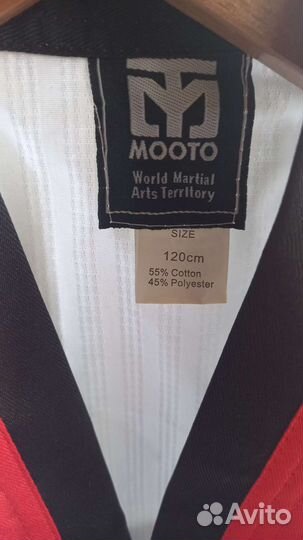 MOOTO
World Martial
Arts Territory
SIZE
120cm
55% Cotton
45% Polyester
Avito